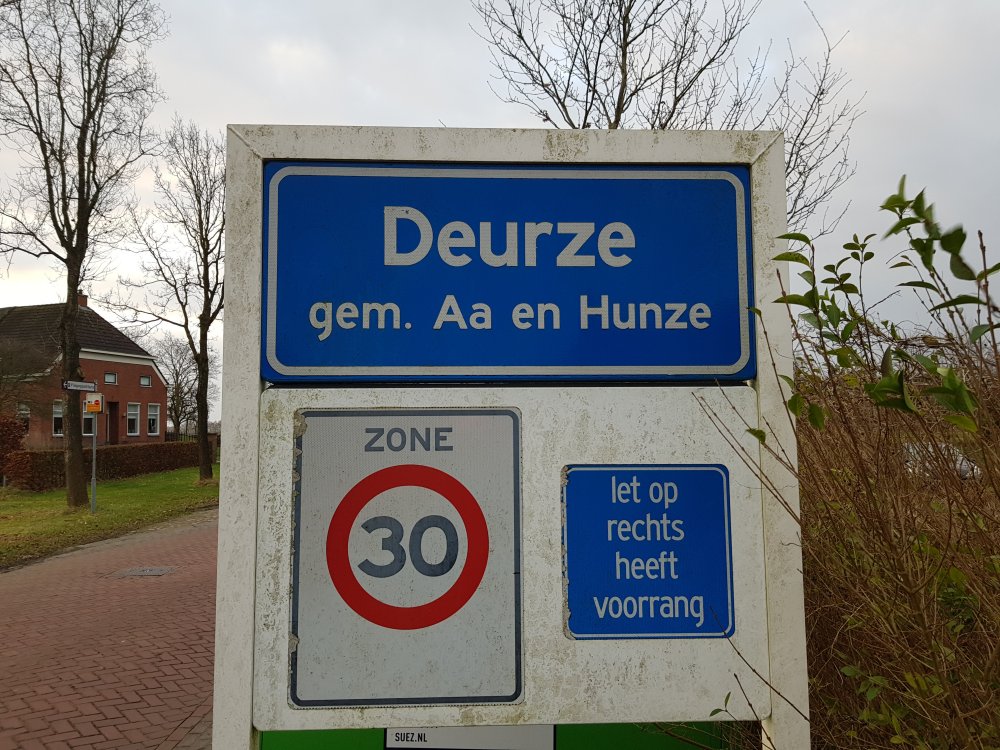 Deurze
gem. Aa en Hunze
ZONE
30
let op
rechts
heeft
voorrang
SUEZ.NL